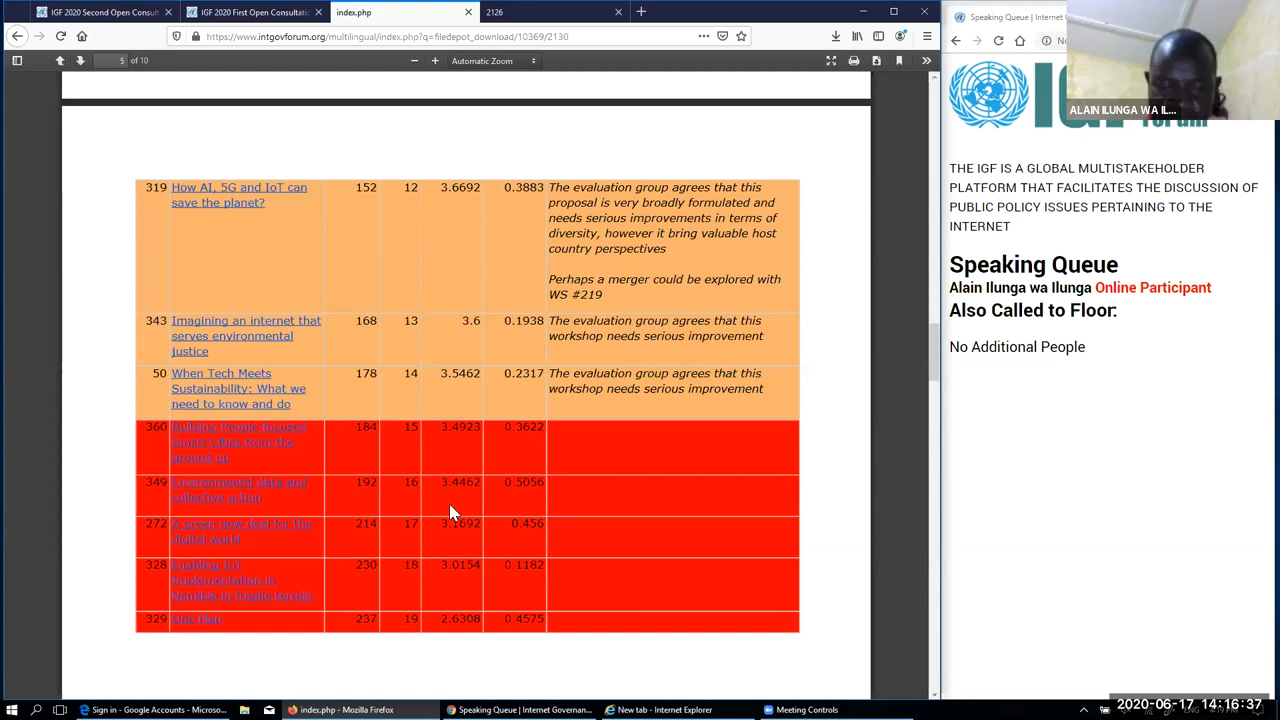 IGF 2020 Second Open Consult
IGF 2020 First Open Consultatio
index.php
2126
https://www.intgovforum.org/multilingual/index.php?q=filedepot_download/10369/2130
5 of 10
Automatic Zoom
319 How AI, 5G and IoT can 152 12 3.6692 0.3883 The evaluation group agrees that this
save the planet? proposal is very broadly formulated and
needs serious improvements in terms of
diversity, however it bring valuable host
country perspectives
Perhaps a merger could be explored with
WS #219
343 Imagining an internet that 168 13 3.6 0.1938 The evaluation group agrees that this
serves environmental workshop needs serious improvement
justice
50 When Tech Meets 178 14 3.5462 0.2317 The evaluation group agrees that this
Sustainability: What we workshop needs serious improvement
need to know and do
360 Building People focused 184 15 3.4923 0.3622
Smart Cities from the
ground up
349 Environmental data and 192 16 3.4462 0.5056
collective action
272 A green new deal for the 214 17 3.1692 0.456
digital world
328 Enabling IoT 230 18 3.0154 0.1182
Implementation in
Namibia in fragile terrain
329 One Plan 237 19 2.6308 0.4575
Speaking Queue | Internet G
No
ALAIN ILUNGA WA IL...
IGF
Forum
THE IGF IS A GLOBAL MULTISTAKEHOLDER
PLATFORM THAT FACILITATES THE DISCUSSION OF
PUBLIC POLICY ISSUES PERTAINING TO THE
INTERNET
Speaking Queue
Alain Ilunga wa Ilunga Online Participant
Also Called to Floor:
No Additional People
Sign in - Google Accounts - Microso...
index.php - Mozilla Firefox
Speaking Queue | Internet Governan...
New tab - Internet Explorer
Meeting Controls
2020-06-17 14:16:37